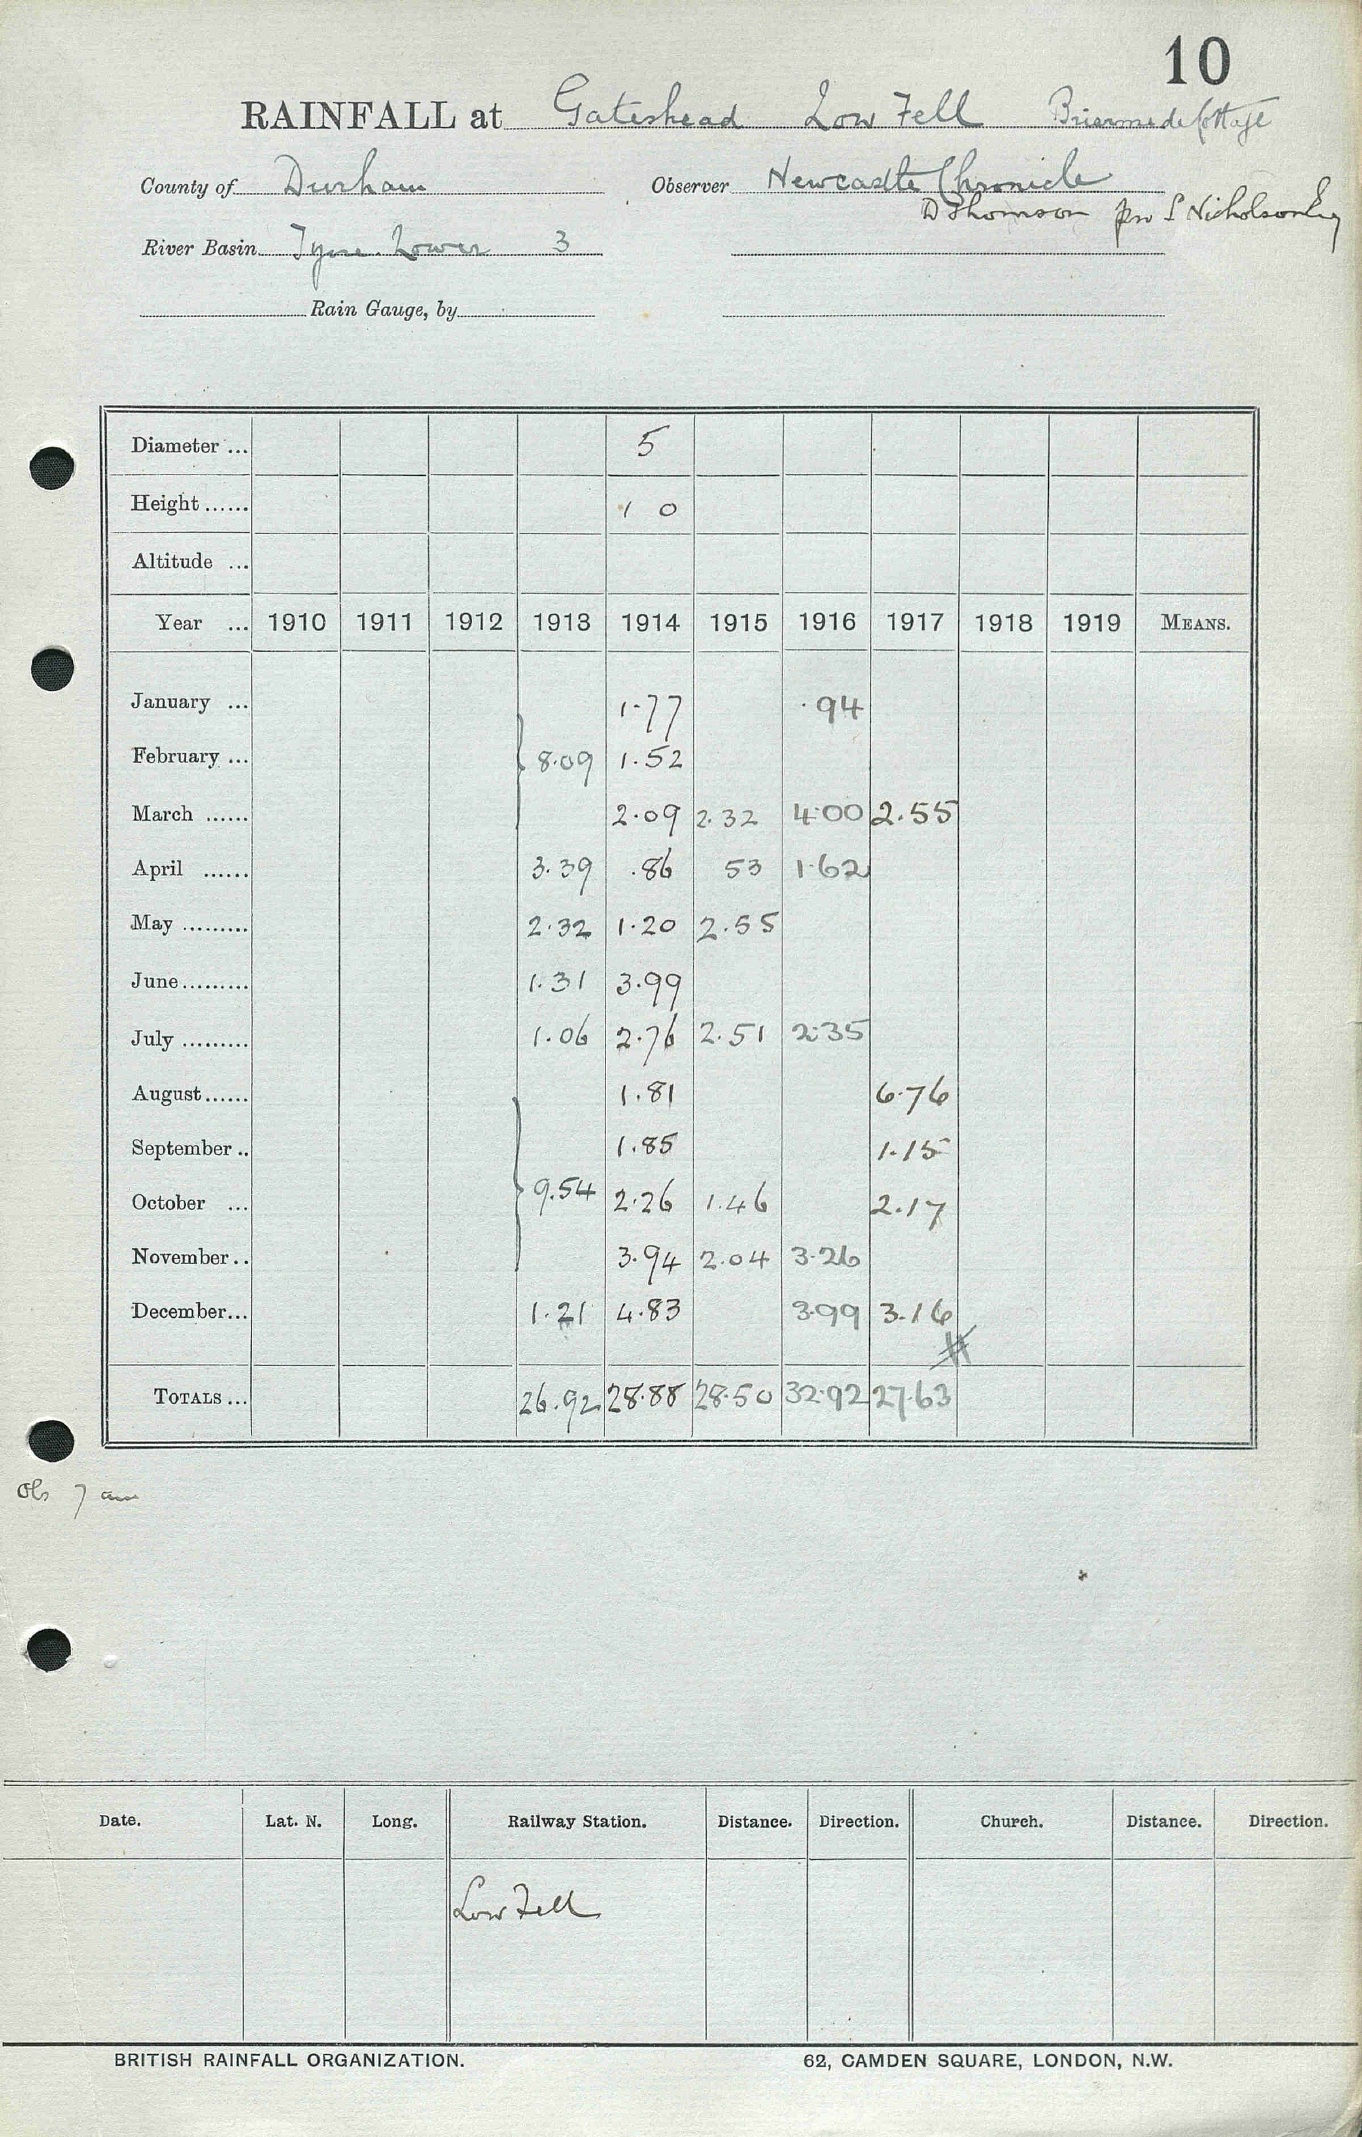 10
RAINFALL at Gateshead Low Fell Briermede Cottage
County of Durham Observer Newcastle Chronicle
D Thomson per S Nicholson Esq
River Basin Tyne. Lower 3
Rain Gauge, by
Diameter ... 5
Height ...... 1 0
Altitude ...
Year ... 1910 1911 1912 1913 1914 1915 1916 1917 1918 1919 MEANS.
January ... 1.77 .94
February ... 8.09 1.52
March ...... 2.09 2.32 4.00 2.55
April ...... 3.39 .86 53 1.62
May ......... 2.32 1.20 2.55
June ......... 1.31 3.99
July ......... 1.06 2.76 2.51 2.35
August ...... 1.81 6.76
September .. 1.85 1.15
October ... 9.54 2.26 1.46 2.17
November .. 3.94 2.04 3.26
December ... 1.21 4.83 3.99 3.16
TOTALS ... 26.92 28.88 28.50 32.92 27.63
Obs 7 am
Date. Lat. N. Long. Railway Station. Distance. Direction. Church. Distance. Direction.
Low Fell
BRITISH RAINFALL ORGANIZATION. 62, CAMDEN SQUARE, LONDON, N.W.